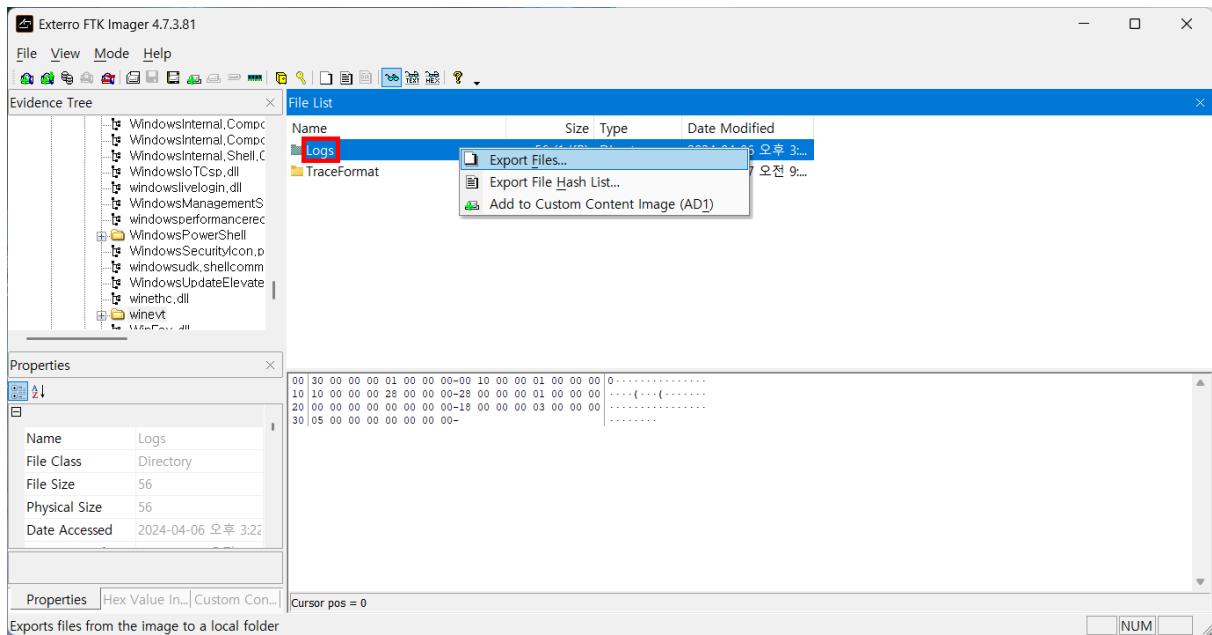 Exterro FTK Imager 4.7.3.81
File View Mode Help
Evidence Tree
WindowsInternal,Compc
WindowsInternal,Compc
WindowsInternal,Shell,C
WindowsIoTCsp,dll
windowslivelogin,dll
WindowsManagementS
windowsperformancerec
WindowsPowerShell
WindowsSecurityIcon,p
windowsudk,shellcomm
WindowsUpdateElevate
winethc,dll
winevt
File List
Name Size Type Date Modified
Logs 오후 3:...
TraceFormat 오전 9:...
Export Files...
Export File Hash List...
Add to Custom Content Image (AD1)
Properties
Name Logs
File Class Directory
File Size 56
Physical Size 56
Date Accessed 2024-04-06 오후 3:22
Properties Hex Value In... Custom Con...
00 30 00 00 00 01 00 00 00-00 10 00 00 01 00 00 00 0···············
10 10 00 00 00 28 00 00 00-28 00 00 00 01 00 00 00 ····(···(·······
20 00 00 00 00 00 00 00 00-18 00 00 00 03 00 00 00 ················
30 05 00 00 00 00 00 00 00- ········
Cursor pos = 0
Exports files from the image to a local folder
NUM